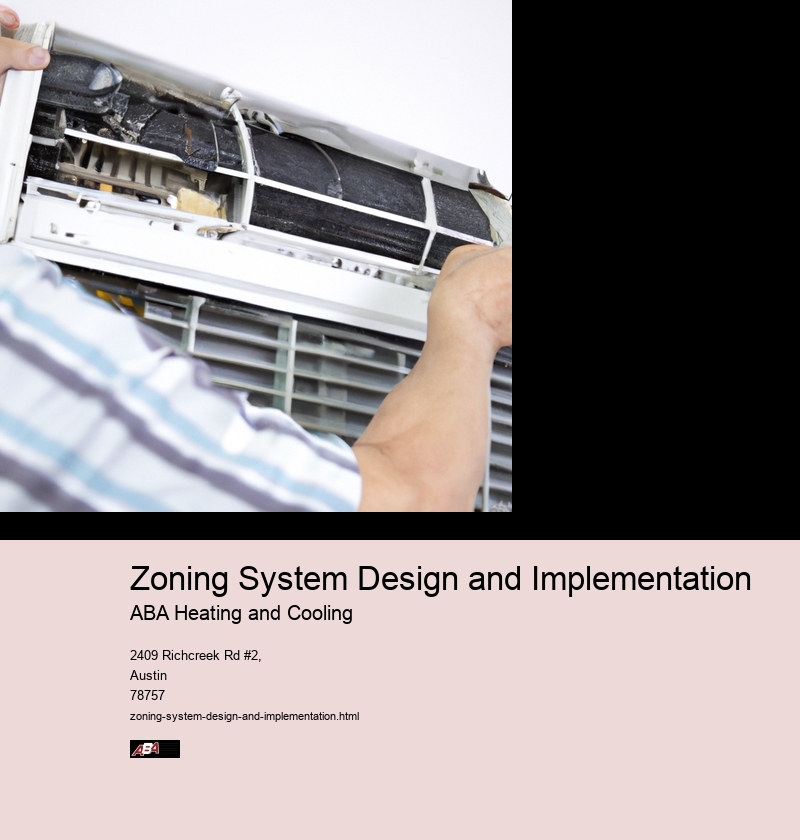 Zoning System Design and Implementation
ABA Heating and Cooling
2409 Richcreek Rd #2,
Austin
78757
zoning-system-design-and-implementation.html
ABA